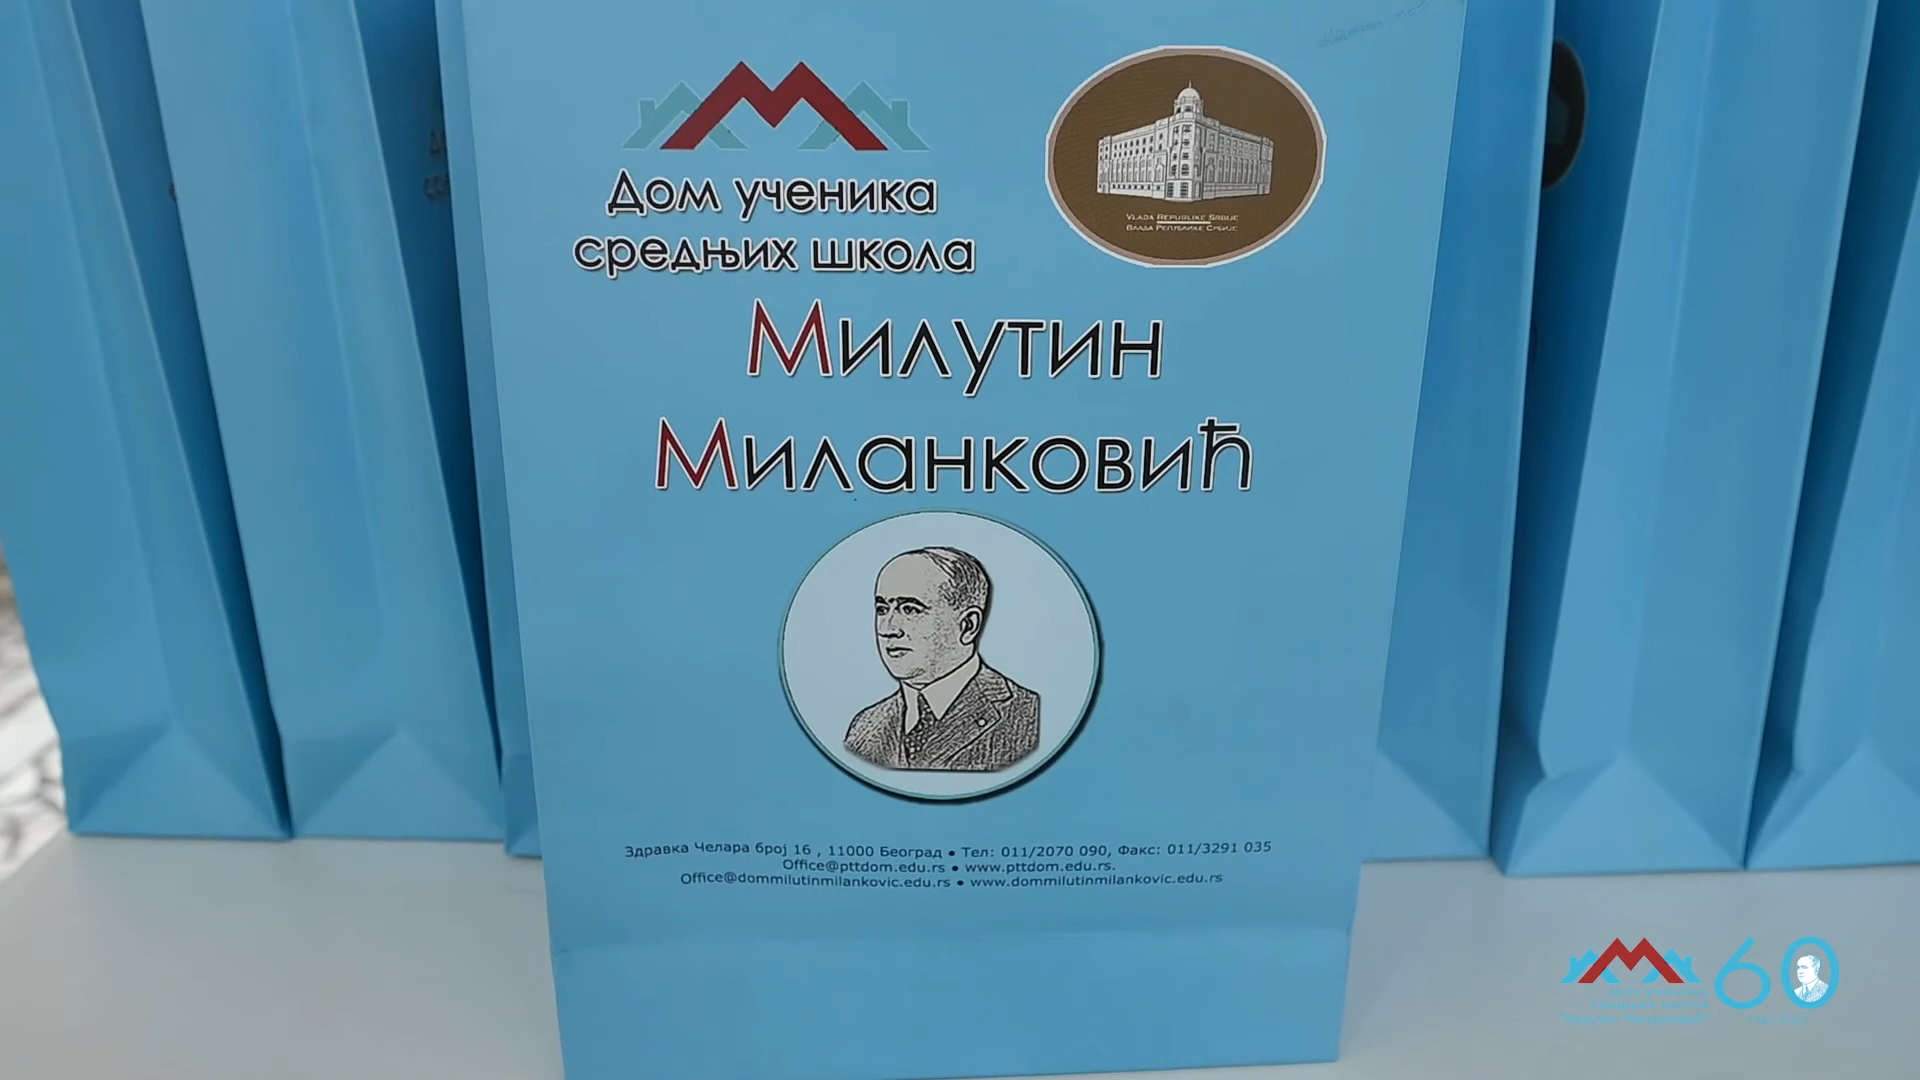 Дом ученика
средњих школа
VLADA REPUBLIKE SRBIJE
ВЛАДА РЕПУБЛИКЕ СРБИЈЕ
Милутин
Миланковић
Здравка Челара број 16 , 11000 Београд • Тел: 011/2070 090, Факс: 011/3291 035
Office@pttdom.edu.rs • www.pttdom.edu.rs.
Office@dommilutinmilankovic.edu.rs • www.dommilutinmilankovic.edu.rs
60